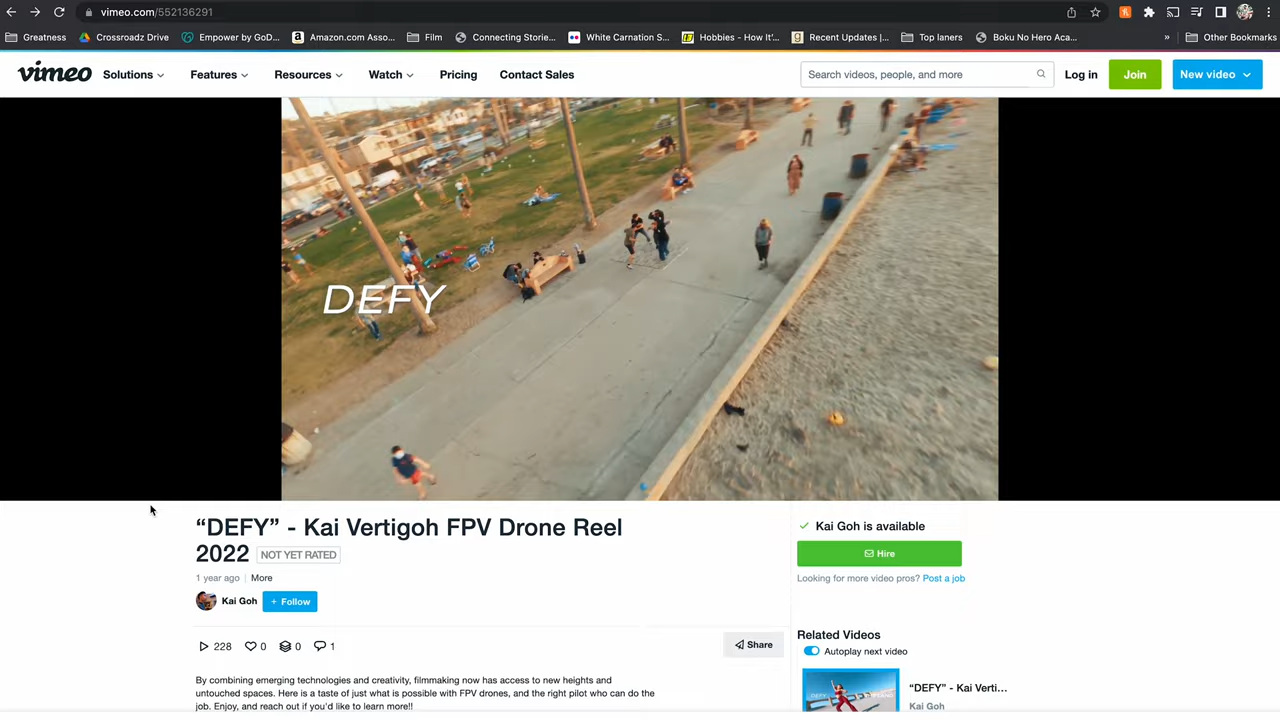 vimeo.com/552136291
Greatness
Crossroadz Drive
Empower by GoD...
Amazon.com Asso...
Film
Connecting Storie...
White Carnation S...
Hobbies - How It'...
Recent Updates |...
Top laners
Boku No Hero Aca...
»
Other Bookmarks
vimeo
Solutions
Features
Resources
Watch
Pricing
Contact Sales
Search videos, people, and more
Log in
Join
New video
DEFY
“DEFY” - Kai Vertigoh FPV Drone Reel
2022 NOT YET RATED
1 year ago | More
Kai Goh
+ Follow
228
0
0
1
Share
By combining emerging technologies and creativity, filmmaking now has access to new heights and
untouched spaces. Here is a taste of just what is possible with FPV drones, and the right pilot who can do the
job. Enjoy, and reach out if you'd like to learn more!!
Kai Goh is available
Hire
Looking for more video pros? Post a job
Related Videos
Autoplay next video
“DEFY” - Kai Verti...
Kai Goh